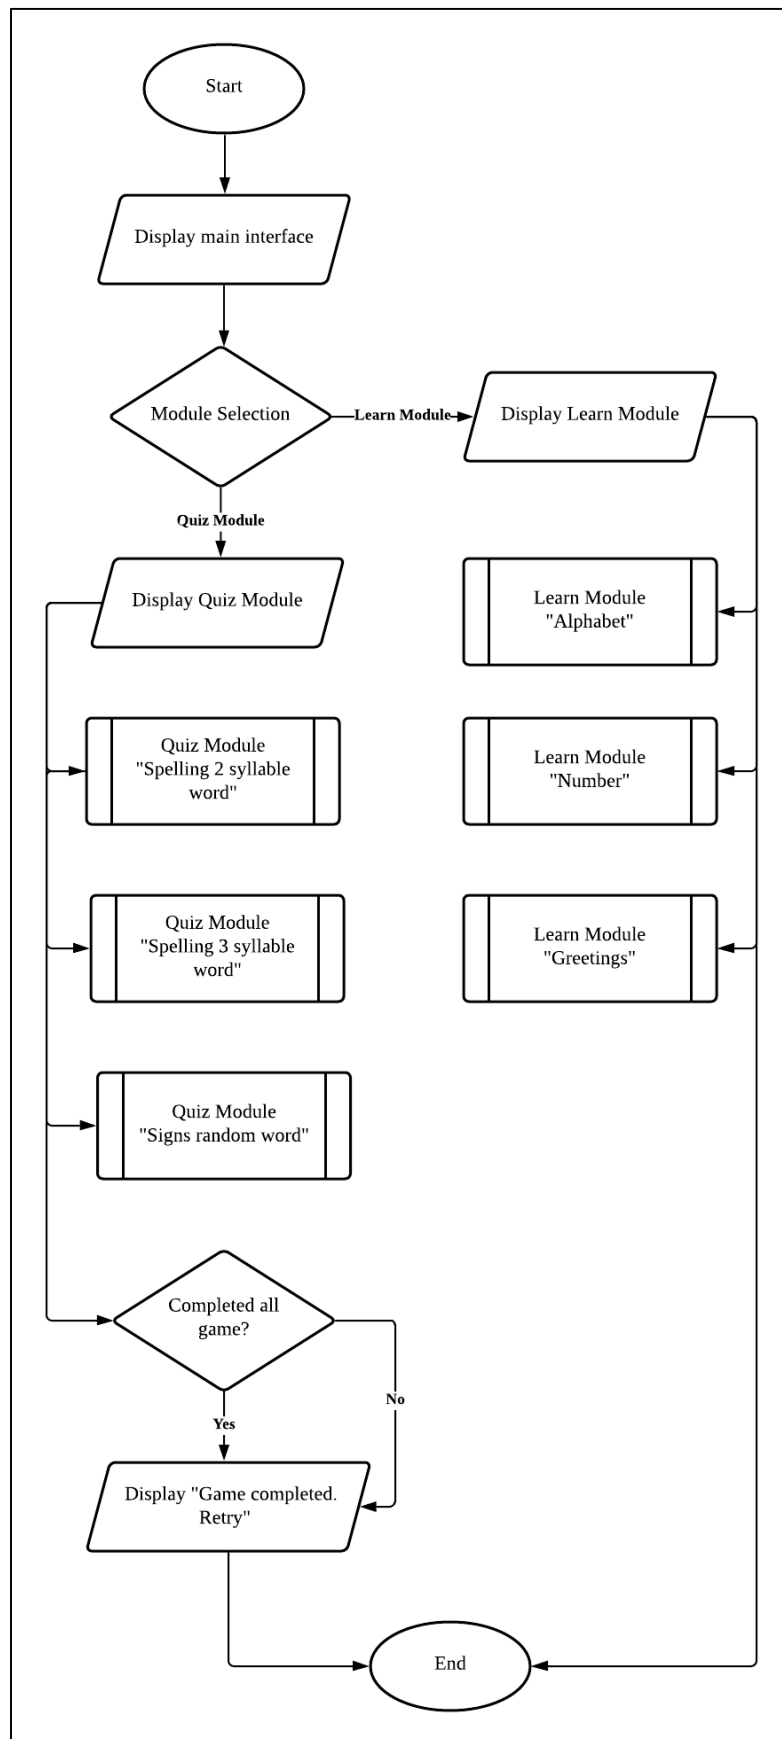 Start
Display main interface
Module Selection
Learn Module
Display Learn Module
Quiz Module
Display Quiz Module
Learn Module
"Alphabet"
Quiz Module
"Spelling 2 syllable
word"
Learn Module
"Number"
Quiz Module
"Spelling 3 syllable
word"
Learn Module
"Greetings"
Quiz Module
"Signs random word"
Completed all
game?
No
Yes
Display "Game completed.
Retry"
End